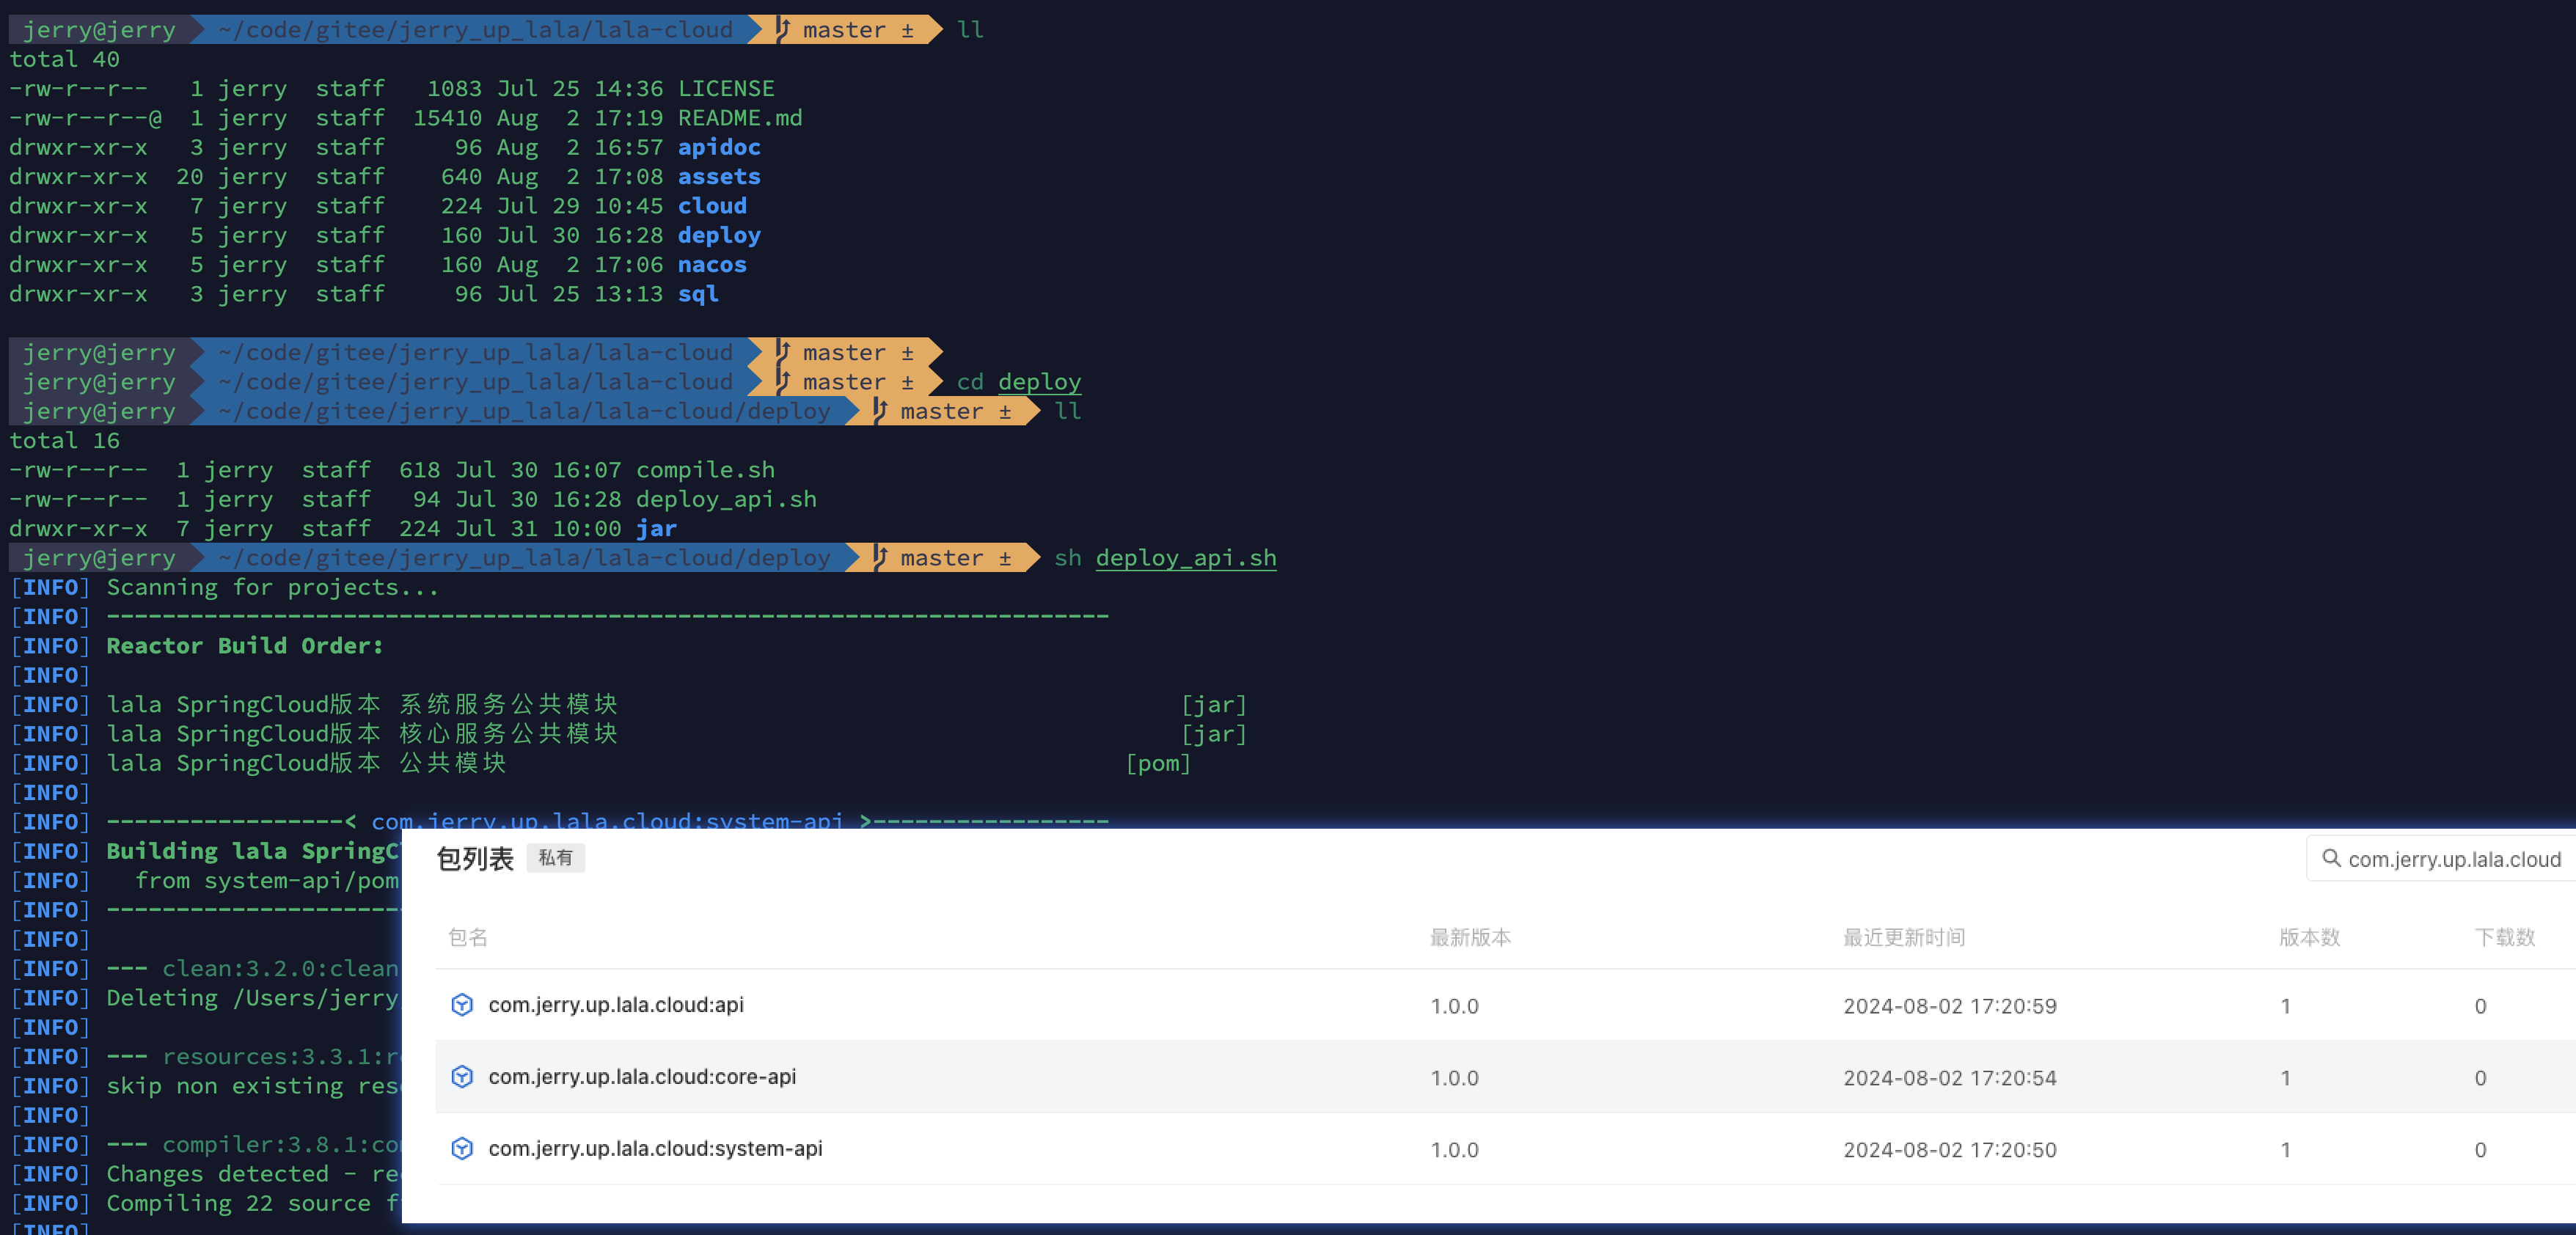 jerry@jerry ~/code/gitee/jerry_up_lala/lala-cloud master ± ll
total 40
-rw-r--r-- 1 jerry staff 1083 Jul 25 14:36 LICENSE
-rw-r--r--@ 1 jerry staff 15410 Aug 2 17:19 README.md
drwxr-xr-x 3 jerry staff 96 Aug 2 16:57 apidoc
drwxr-xr-x 20 jerry staff 640 Aug 2 17:08 assets
drwxr-xr-x 7 jerry staff 224 Jul 29 10:45 cloud
drwxr-xr-x 5 jerry staff 160 Jul 30 16:28 deploy
drwxr-xr-x 5 jerry staff 160 Aug 2 17:06 nacos
drwxr-xr-x 3 jerry staff 96 Jul 25 13:13 sql
jerry@jerry ~/code/gitee/jerry_up_lala/lala-cloud master ±
jerry@jerry ~/code/gitee/jerry_up_lala/lala-cloud master ± cd deploy
jerry@jerry ~/code/gitee/jerry_up_lala/lala-cloud/deploy master ± ll
total 16
-rw-r--r-- 1 jerry staff 618 Jul 30 16:07 compile.sh
-rw-r--r-- 1 jerry staff 94 Jul 30 16:28 deploy_api.sh
drwxr-xr-x 7 jerry staff 224 Jul 31 10:00 jar
jerry@jerry ~/code/gitee/jerry_up_lala/lala-cloud/deploy master ± sh deploy_api.sh
[INFO] Scanning for projects...
[INFO] ------------------------------------------------------------------------
[INFO] Reactor Build Order:
[INFO]
[INFO] lala SpringCloud版本 系统服务公共模块 [jar]
[INFO] lala SpringCloud版本 核心服务公共模块 [jar]
[INFO] lala SpringCloud版本 公共模块 [pom]
[INFO]
[INFO] -----------------< com.jerry.up.lala.cloud:system-api >-----------------
[INFO] Building lala SpringC
[INFO] from system-api/pom
[INFO] ---------------------
[INFO]
[INFO] --- clean:3.2.0:clean
[INFO] Deleting /Users/jerry
[INFO]
[INFO] --- resources:3.3.1:r
[INFO] skip non existing res
[INFO]
[INFO] --- compiler:3.8.1:co
[INFO] Changes detected - re
[INFO] Compiling 22 source f
[INFO]
包列表 私有 com.jerry.up.lala.cloud
包名 最新版本 最近更新时间 版本数 下载数
com.jerry.up.lala.cloud:api 1.0.0 2024-08-02 17:20:59 1 0
com.jerry.up.lala.cloud:core-api 1.0.0 2024-08-02 17:20:54 1 0
com.jerry.up.lala.cloud:system-api 1.0.0 2024-08-02 17:20:50 1 0